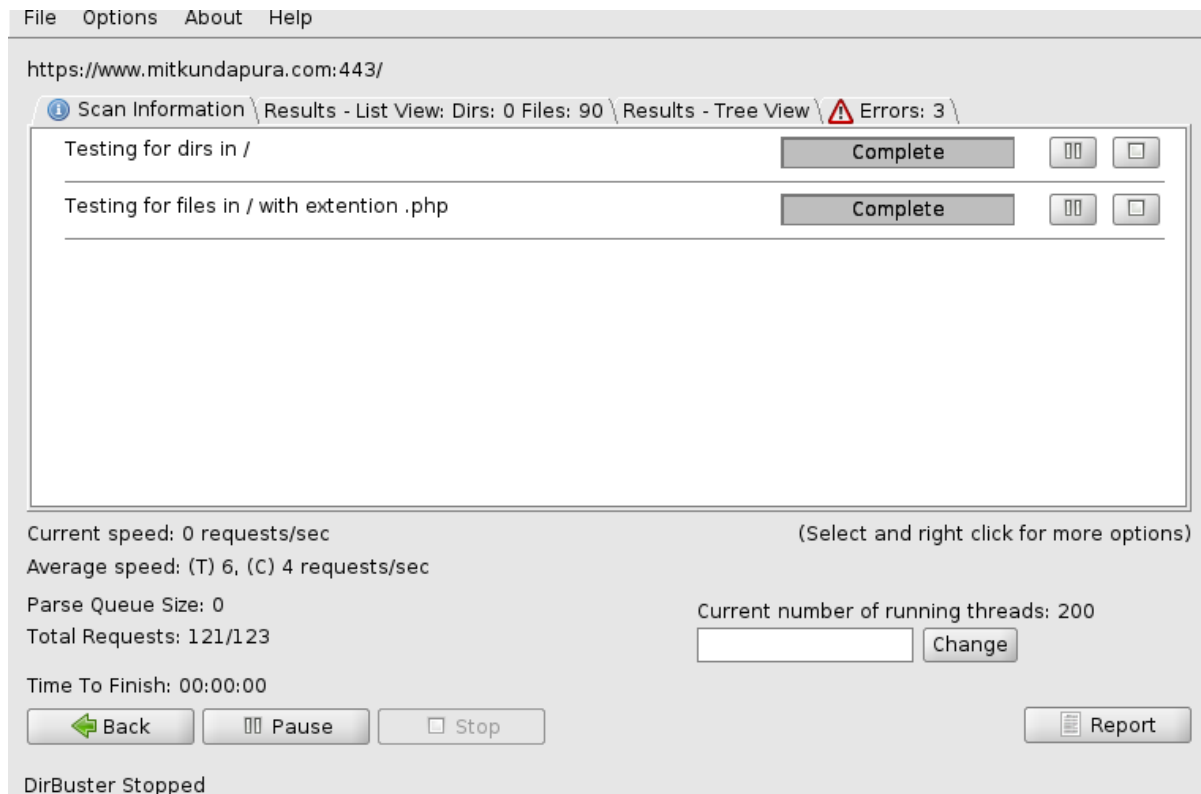 File Options About Help
https://www.mitkundapura.com:443/
Scan Information Results - List View: Dirs: 0 Files: 90 Results - Tree View Errors: 3
Testing for dirs in / Complete
Testing for files in / with extention .php Complete
Current speed: 0 requests/sec (Select and right click for more options)
Average speed: (T) 6, (C) 4 requests/sec
Parse Queue Size: 0
Current number of running threads: 200
Total Requests: 121/123
Change
Time To Finish: 00:00:00
Back Pause Stop Report
DirBuster Stopped